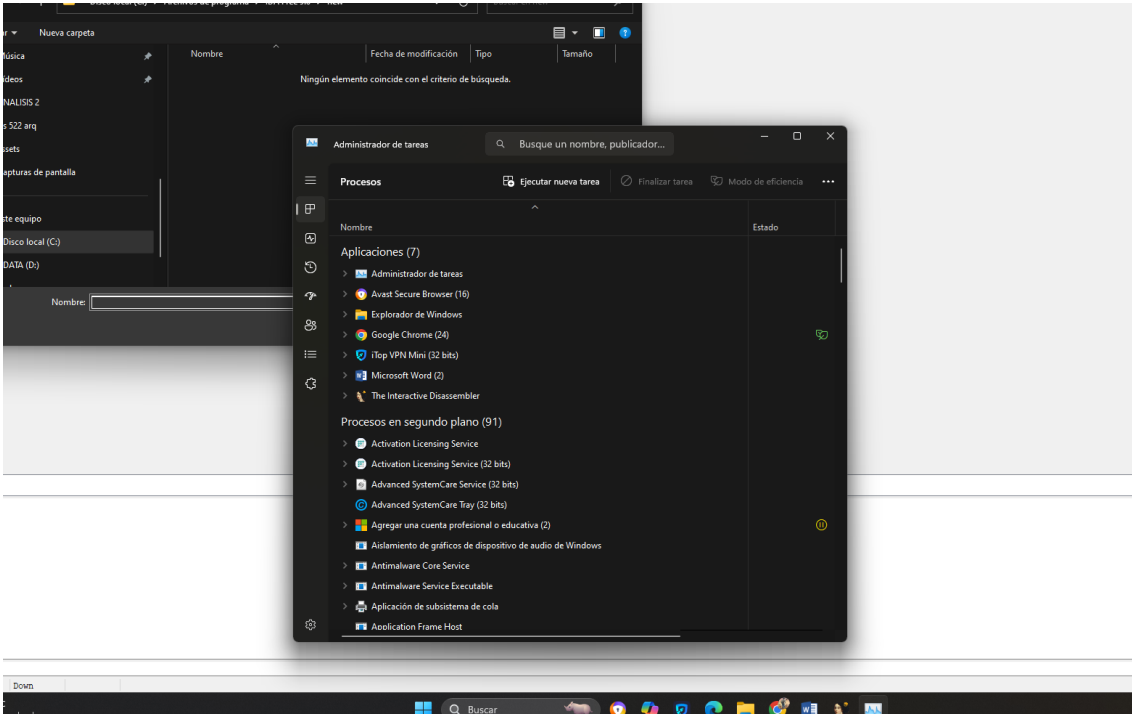 Nueva carpeta
Nombre Fecha de modificación Tipo Tamaño
Ningún elemento coincide con el criterio de búsqueda.
NALISIS 2
s 522 arq
ssets
apturas de pantalla
ste equipo
Disco local (C:)
DATA (D:)
Nombre:
Administrador de tareas
Busque un nombre, publicador...
Procesos
Ejecutar nueva tarea
Finalizar tarea
Modo de eficiencia
Nombre Estado
Aplicaciones (7)
Administrador de tareas
Avast Secure Browser (16)
Explorador de Windows
Google Chrome (24)
iTop VPN Mini (32 bits)
Microsoft Word (2)
The Interactive Disassembler
Procesos en segundo plano (91)
Activation Licensing Service
Activation Licensing Service (32 bits)
Advanced SystemCare Service (32 bits)
Advanced SystemCare Tray (32 bits)
Agregar una cuenta profesional o educativa (2)
Aislamiento de gráficos de dispositivo de audio de Windows
Antimalware Core Service
Antimalware Service Executable
Aplicación de subsistema de cola
Application Frame Host
Down
Buscar